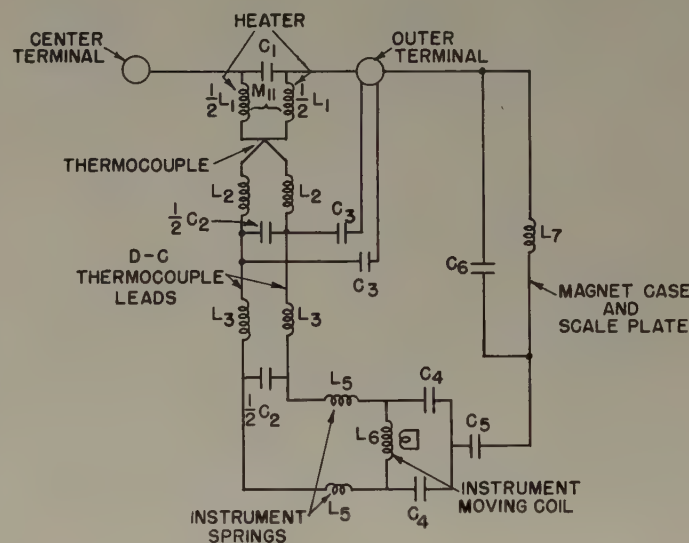 HEATER
CENTER
TERMINAL
C1
OUTER
TERMINAL
½L1
M11
½L1
THERMOCOUPLE
L2
L2
½C2
C3
D-C
THERMOCOUPLE
LEADS
C3
L7
C6
MAGNET CASE
AND
SCALE PLATE
L3
L3
½C2
L5
C4
L6
C5
L5
C4
INSTRUMENT
SPRINGS
INSTRUMENT
MOVING COIL